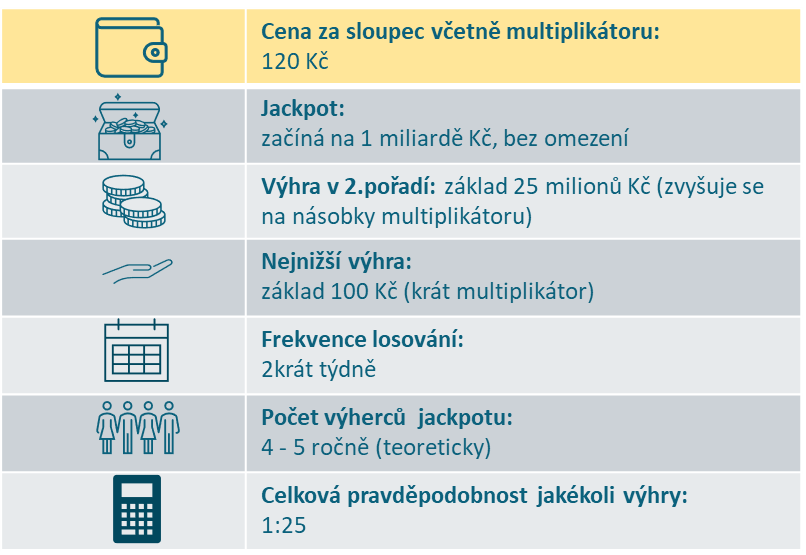 Cena za sloupec včetně multiplikátoru:
120 Kč
Jackpot:
začíná na 1 miliardě Kč, bez omezení
Výhra v 2.pořadí: základ 25 milionů Kč (zvyšuje se
na násobky multiplikátoru)
Nejnižší výhra:
základ 100 Kč (krát multiplikátor)
Frekvence losování:
2krát týdně
Počet výherců jackpotu:
4 - 5 ročně (teoreticky)
Celková pravděpodobnost jakékoli výhry:
1:25